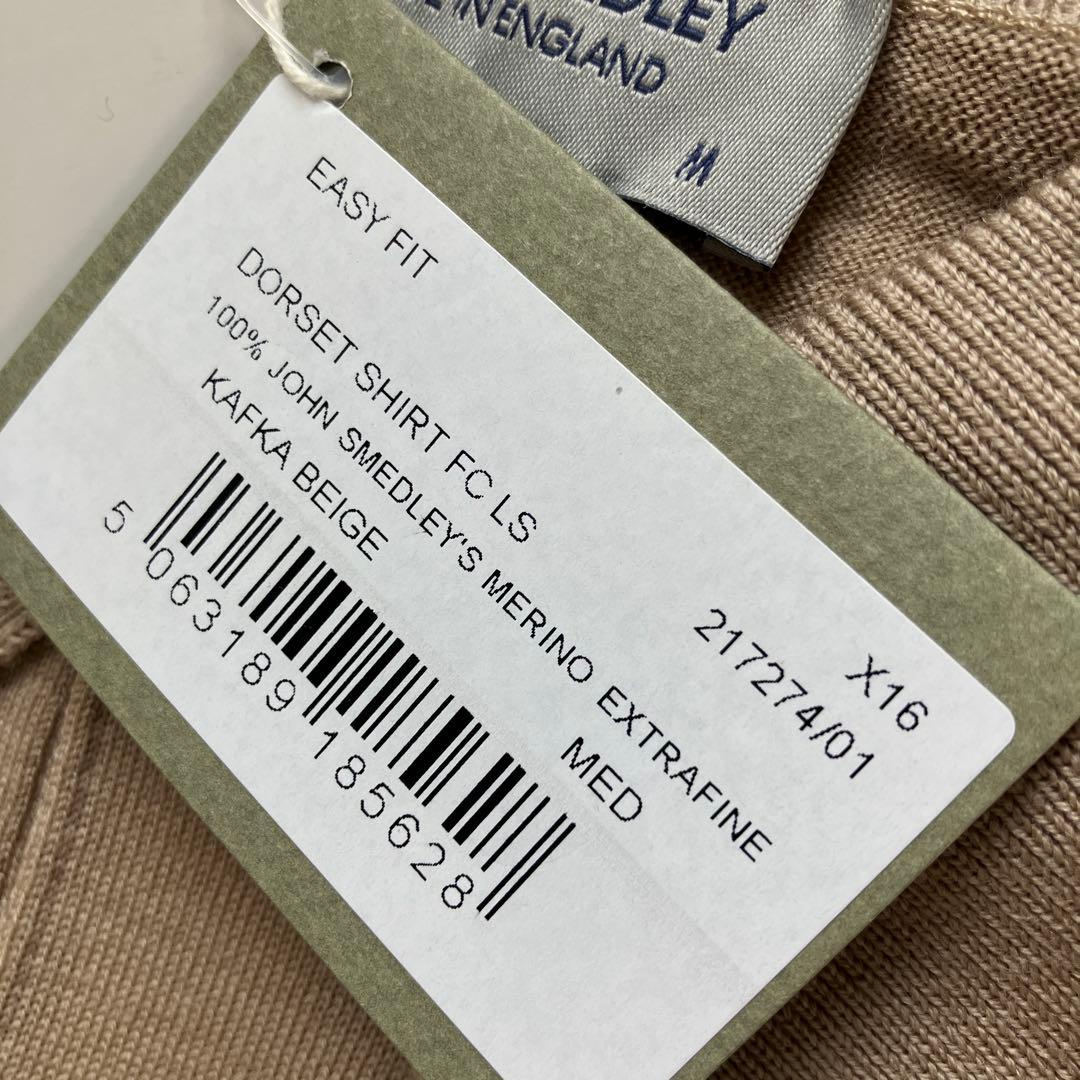 IN ENGLAND
M
EASY FIT
X16
DORSET SHIRT FC LS
217274/01
100% JOHN SMEDLEY'S MERINO EXTRAFINE
KAFKA BEIGE
MED
5 063189 185628